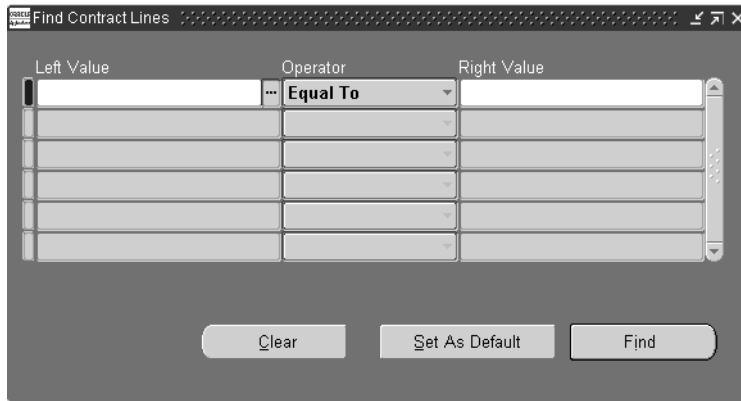 Find Contract Lines
Left Value Operator Right Value
Equal To
Clear Set As Default Find